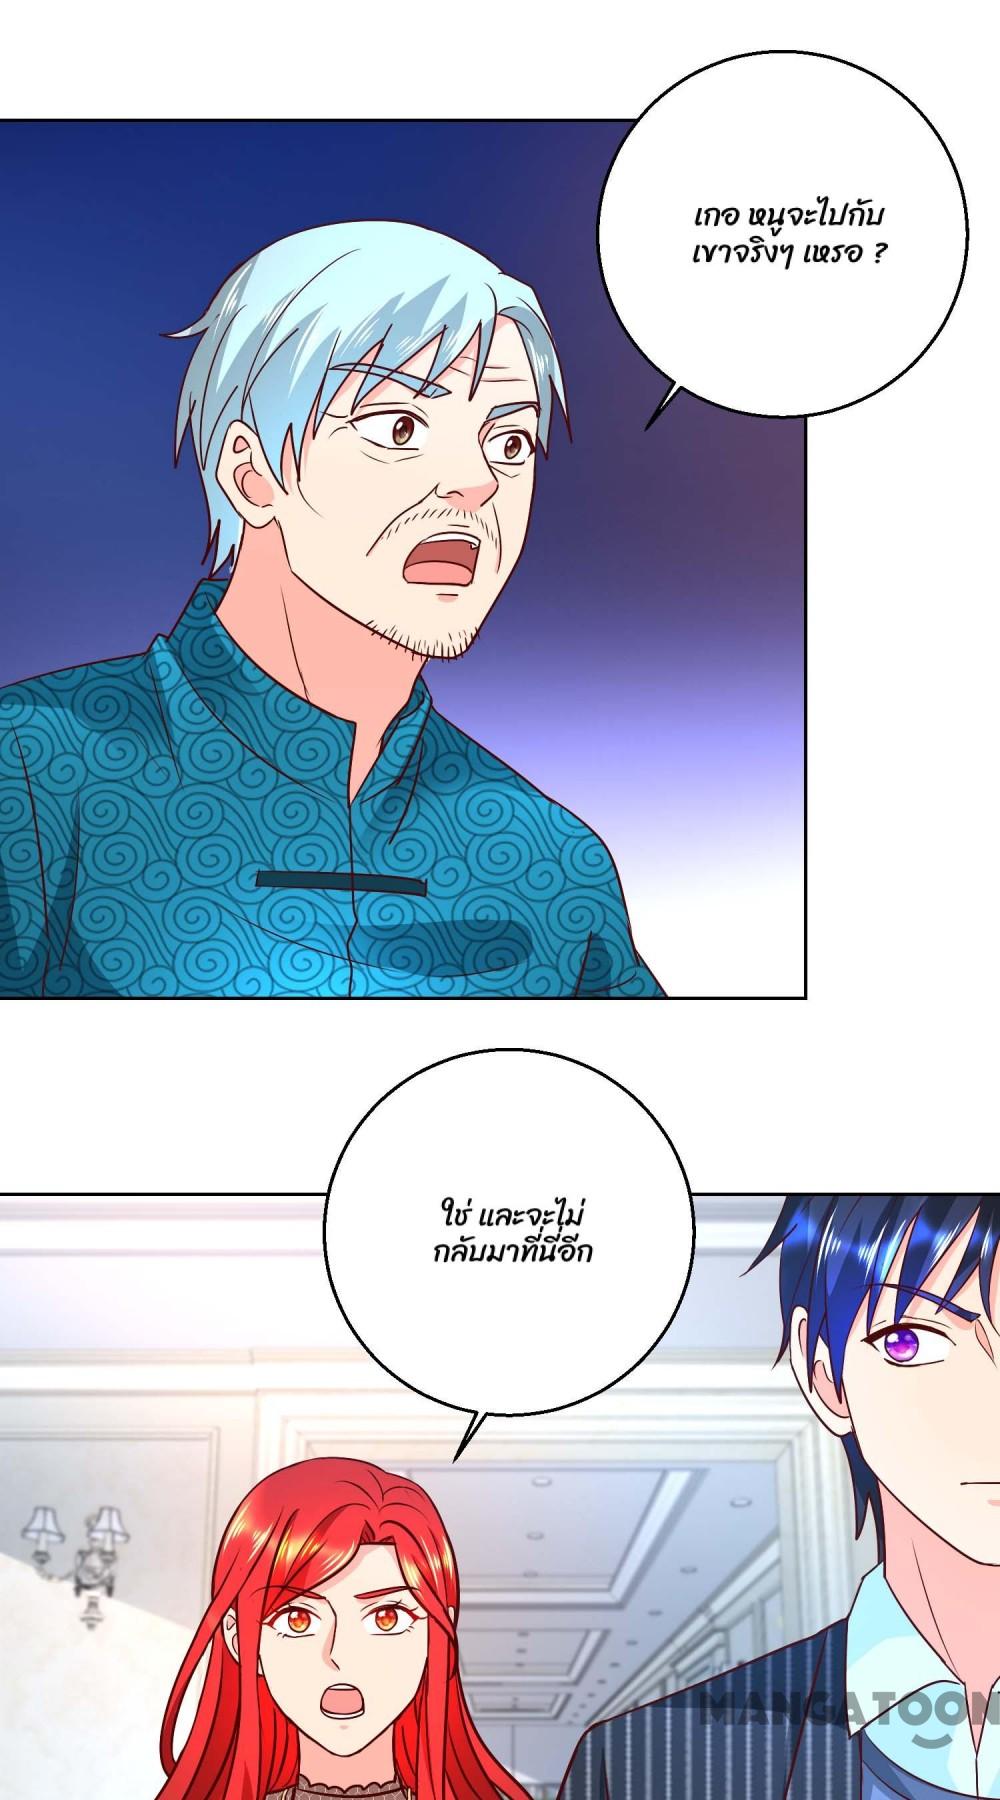 เกอ หนูจะไปกับ
เขาจริงๆ เหรอ ?
ใช่ และจะไม่
กลับมาที่นี่อีก
MANGATOON